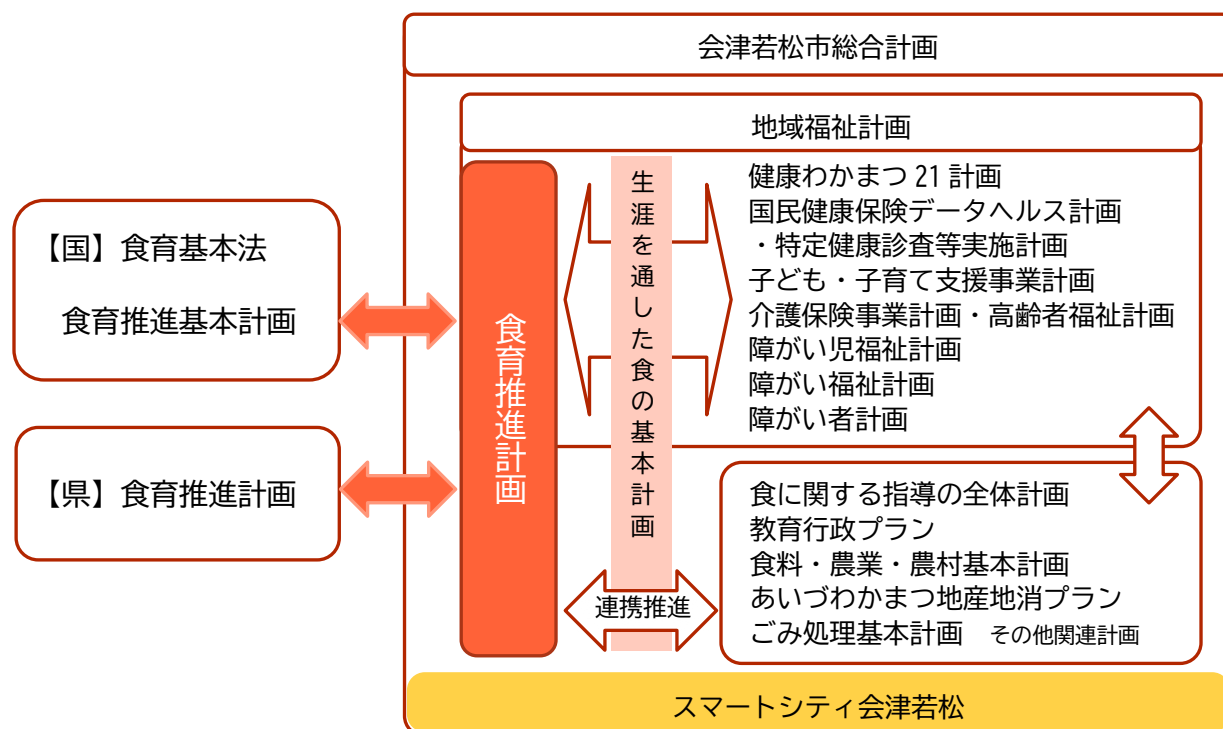 会津若松市総合計画
地域福祉計画
【国】食育基本法
食育推進基本計画
【県】食育推進計画
食育推進計画
生涯を通した食の基本計画
健康わかまつ 21 計画
国民健康保険データヘルス計画
・特定健康診査等実施計画
子ども・子育て支援事業計画
介護保険事業計画・高齢者福祉計画
障がい児福祉計画
障がい福祉計画
障がい者計画
連携推進
食に関する指導の全体計画
教育行政プラン
食料・農業・農村基本計画
あいづわかまつ地産地消プラン
ごみ処理基本計画　その他関連計画
スマートシティ会津若松